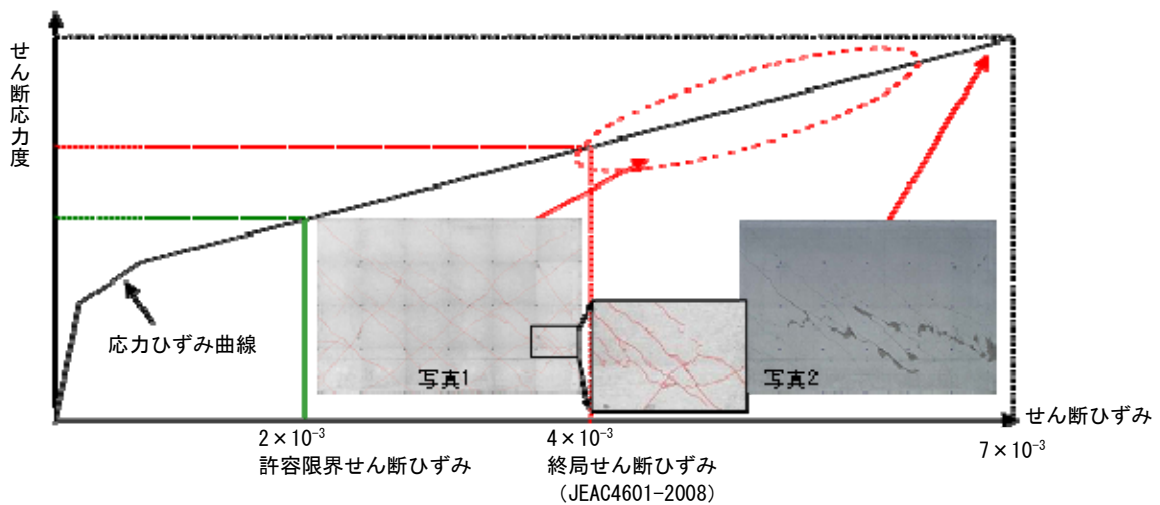 せん断応力度
応力ひずみ曲線
写真1
写真2
せん断ひずみ
2×10⁻³
許容限界せん断ひずみ
4×10⁻³
終局せん断ひずみ
（JEAC4601-2008）
7×10⁻³